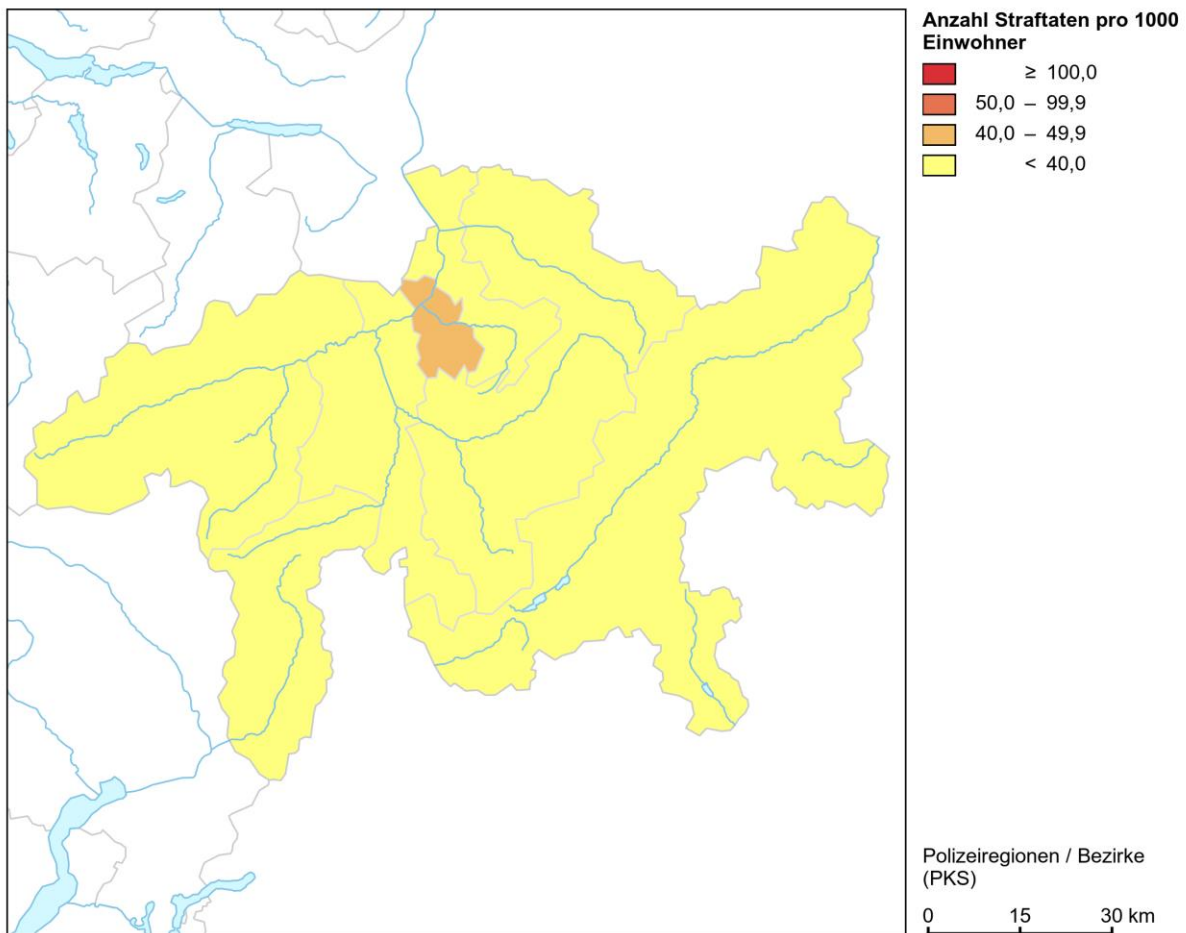 Anzahl Straftaten pro 1000
Einwohner
≥ 100,0
50,0 – 99,9
40,0 – 49,9
< 40,0
Polizeiregionen / Bezirke
(PKS)
0 15 30 km